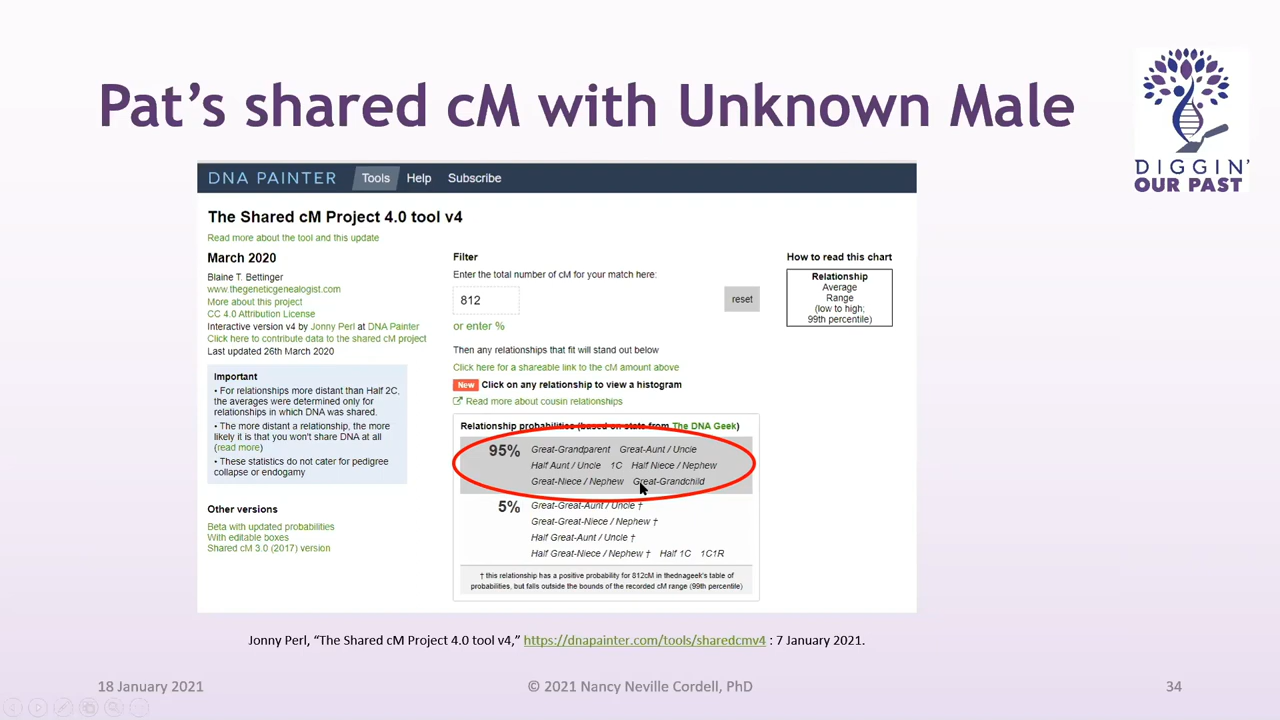 Pat's shared cM with Unknown Male
DIGGIN'
OUR PAST
DNA PAINTER Tools Help Subscribe
The Shared cM Project 4.0 tool v4
Read more about the tool and this update
March 2020
Blaine T. Bettinger
www.thegeneticgenealogist.com
More about this project
CC 4.0 Attribution License
Interactive version v4 by Jonny Perl at DNA Painter
Click here to contribute data to the shared cM project
Last updated 26th March 2020
Important
• For relationships more distant than Half 2C,
the averages were determined only for
relationships in which DNA was shared.
• The more distant a relationship, the more
likely it is that you won't share DNA at all
(read more)
• These statistics do not cater for pedigree
collapse or endogamy
Other versions
Beta with updated probabilities
With editable boxes
Shared cM 3.0 (2017) version
Filter
Enter the total number of cM for your match here:
812
reset
or enter %
Then any relationships that fit will stand out below
Click here for a shareable link to the cM amount above
New Click on any relationship to view a histogram
Read more about cousin relationships
Relationship probabilities (based on stats from The DNA Geek)
95% Great-Grandparent Great-Aunt / Uncle
Half Aunt / Uncle 1C Half Niece / Nephew
Great-Niece / Nephew Great-Grandchild
5% Great-Great-Aunt / Uncle †
Great-Great-Niece / Nephew †
Half Great-Aunt / Uncle †
Half Great-Niece / Nephew † Half 1C 1C1R
† this relationship has a positive probability for 812cM in thednageek's table of
probabilities, but falls outside the bounds of the recorded cM range (99th percentile)
How to read this chart
Relationship
Average
Range
(low to high;
99th percentile)
Jonny Perl, “The Shared cM Project 4.0 tool v4,” https://dnapainter.com/tools/sharedcmv4 : 7 January 2021.
18 January 2021
© 2021 Nancy Neville Cordell, PhD
34